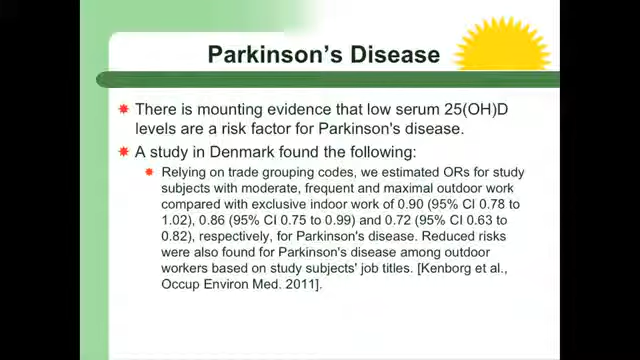 Parkinson's Disease
There is mounting evidence that low serum 25(OH)D
levels are a risk factor for Parkinson's disease.
A study in Denmark found the following:
Relying on trade grouping codes, we estimated ORs for study
subjects with moderate, frequent and maximal outdoor work
compared with exclusive indoor work of 0.90 (95% CI 0.78 to
1.02), 0.86 (95% CI 0.75 to 0.99) and 0.72 (95% CI 0.63 to
0.82), respectively, for Parkinson's disease. Reduced risks
were also found for Parkinson's disease among outdoor
workers based on study subjects' job titles. [Kenborg et al.,
Occup Environ Med. 2011].